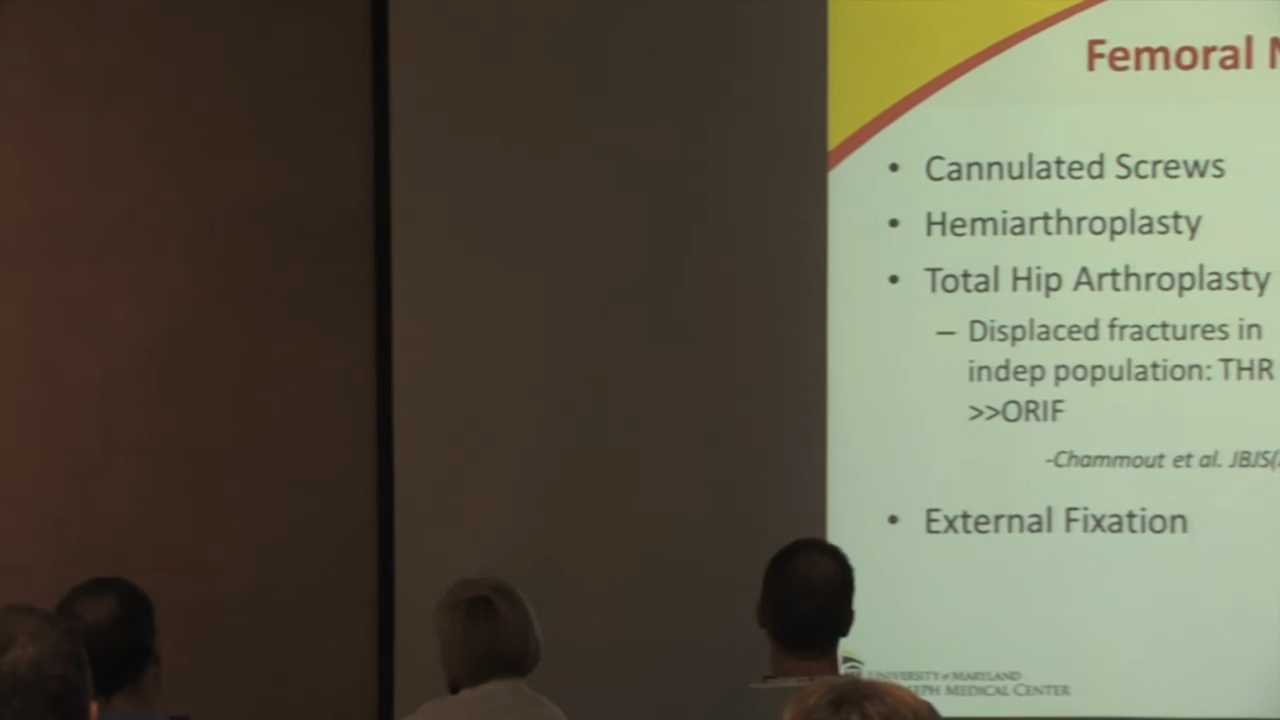 Femoral
• Cannulated Screws
• Hemiarthroplasty
• Total Hip Arthroplasty
– Displaced fractures in
indep population: THR
>>ORIF
-Chammout et al. JBJS(
• External Fixation
UNIVERSITY of MARYLAND
MEDICAL CENTER